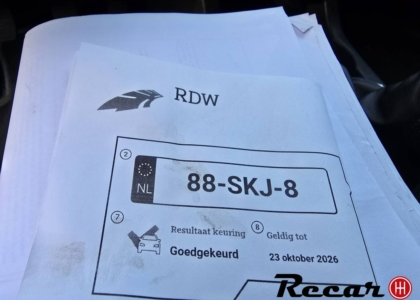 RDW
2
NL 88-SKJ-8
7 Resultaat keuring 8 Geldig tot
Goedgekeurd 23 oktober 2026
Recar